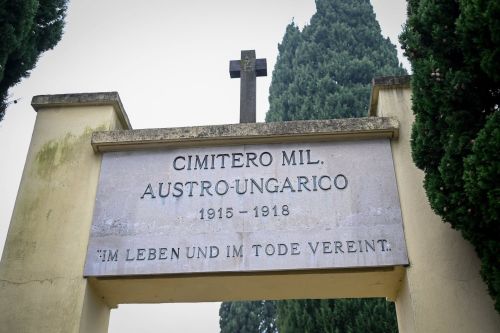 CIMITERO MIL.
AUSTRO-UNGARICO
1915 - 1918
"IM LEBEN UND IM TODE VEREINT„